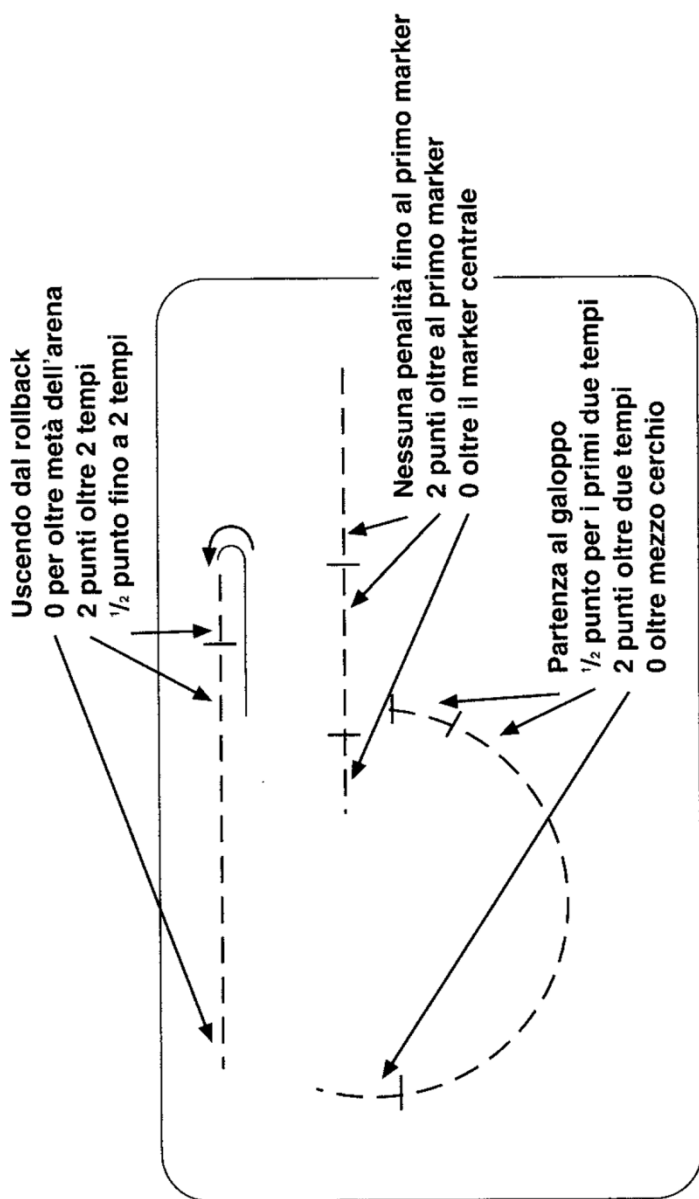 Uscendo dal rollback
0 per oltre metà dell'arena
2 punti oltre 2 tempi
½ punto fino a 2 tempi
Nessuna penalità fino al primo marker
2 punti oltre al primo marker
0 oltre il marker centrale
Partenza al galoppo
½ punto per i primi due tempi
2 punti oltre due tempi
0 oltre mezzo cerchio